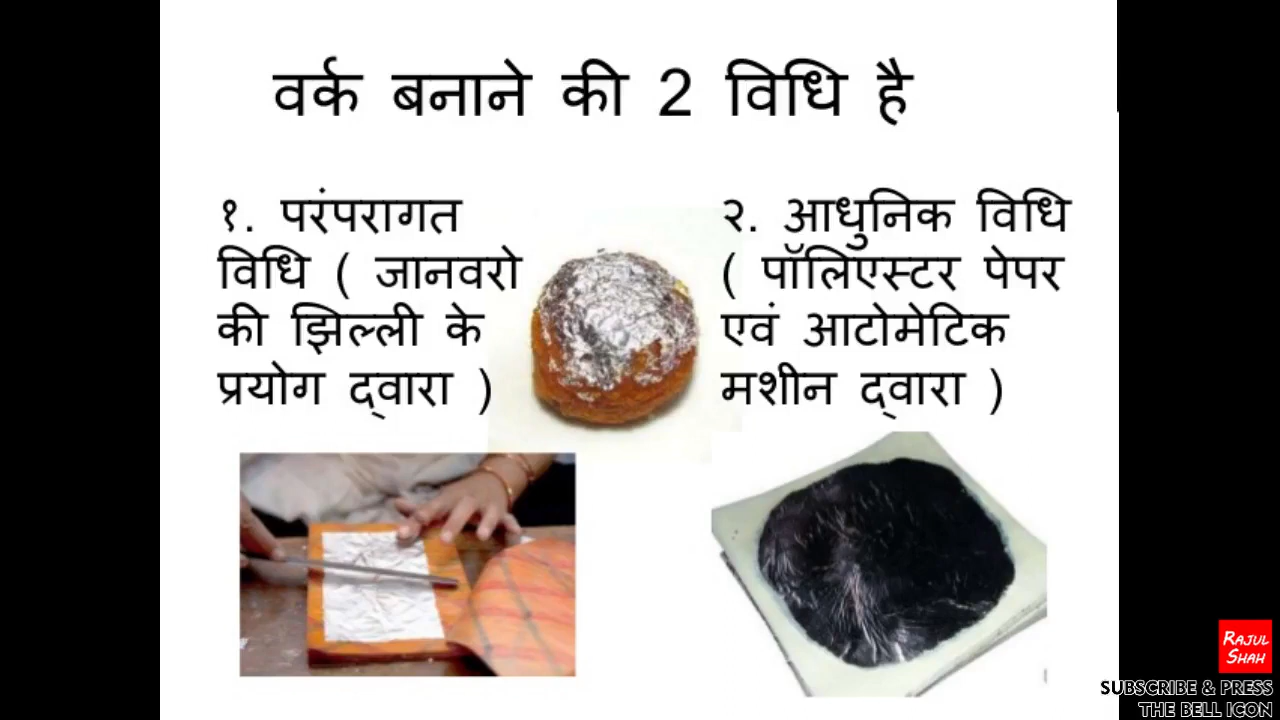 वर्क बनाने की 2 विधि है
१. परंपरागत
विधि ( जानवरो
की झिल्ली के
प्रयोग द्वारा )
२. आधुनिक विधि
( पॉलिएस्टर पेपर
एवं आटोमेटिक
मशीन द्वारा )
RAJUL
SHAH
SUBSCRIBE & PRESS
THE BELL ICON